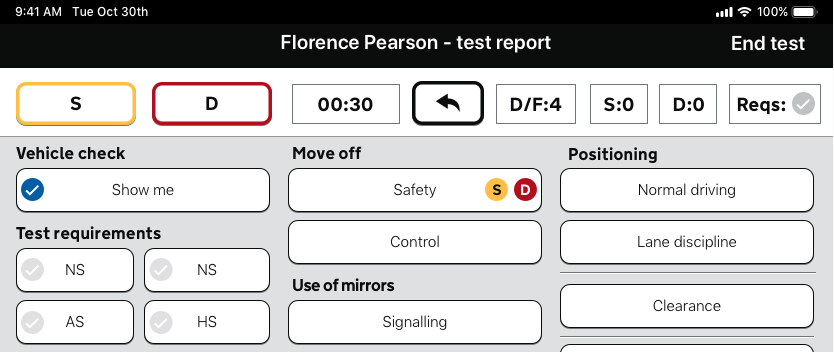 9:41 AM Tue Oct 30th
100%
Florence Pearson - test report
End test
S
D
00:30
D/F:4
S:0
D:0
Reqs:
Vehicle check
Show me
Test requirements
NS
NS
AS
HS
Move off
Safety S D
Control
Use of mirrors
Signalling
Positioning
Normal driving
Lane discipline
Clearance